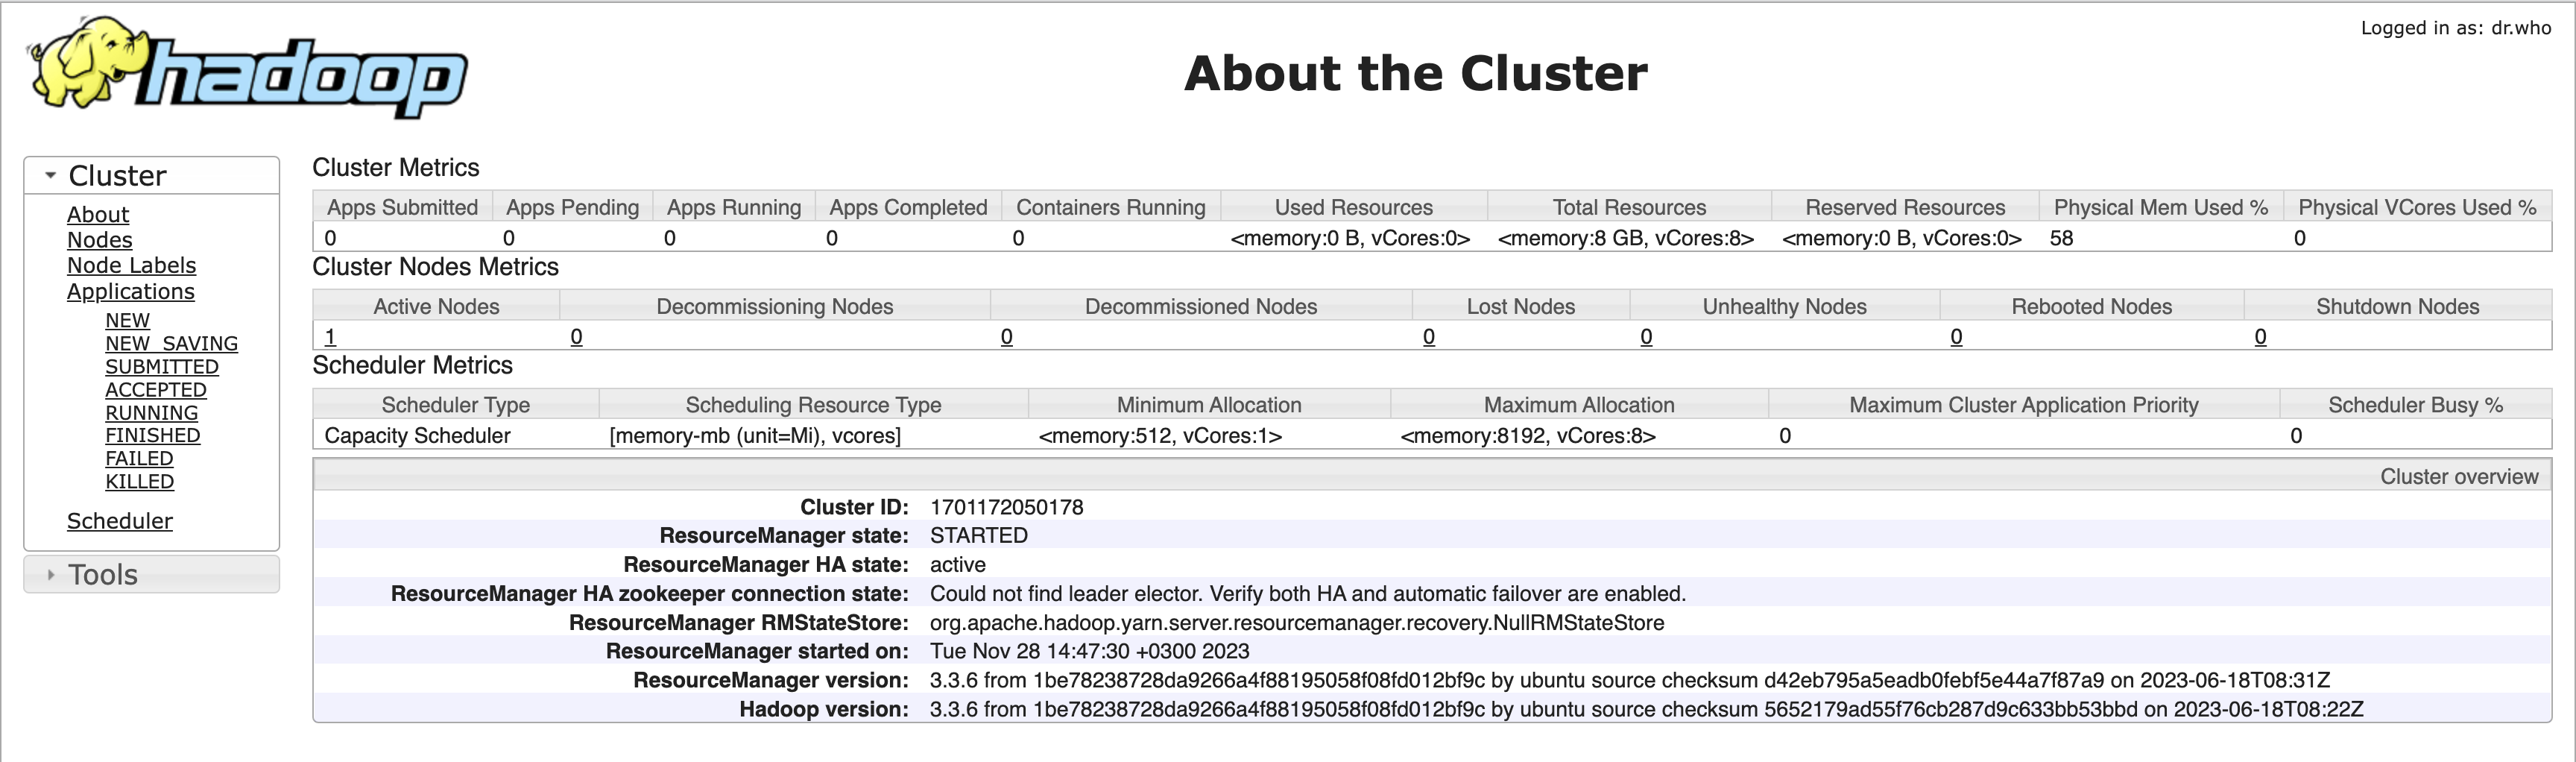 Logged in as: dr.who
hadoop
About the Cluster
Cluster
About
Nodes
Node Labels
Applications
NEW
NEW_SAVING
SUBMITTED
ACCEPTED
RUNNING
FINISHED
FAILED
KILLED
Scheduler
Tools
Cluster Metrics
Apps Submitted Apps Pending Apps Running Apps Completed Containers Running Used Resources Total Resources Reserved Resources Physical Mem Used % Physical VCores Used %
0 0 0 0 0 <memory:0 B, vCores:0> <memory:8 GB, vCores:8> <memory:0 B, vCores:0> 58 0
Cluster Nodes Metrics
Active Nodes Decommissioning Nodes Decommissioned Nodes Lost Nodes Unhealthy Nodes Rebooted Nodes Shutdown Nodes
1 0 0 0 0 0 0
Scheduler Metrics
Scheduler Type Scheduling Resource Type Minimum Allocation Maximum Allocation Maximum Cluster Application Priority Scheduler Busy %
Capacity Scheduler [memory-mb (unit=Mi), vcores] <memory:512, vCores:1> <memory:8192, vCores:8> 0 0
Cluster overview
Cluster ID: 1701172050178
ResourceManager state: STARTED
ResourceManager HA state: active
ResourceManager HA zookeeper connection state: Could not find leader elector. Verify both HA and automatic failover are enabled.
ResourceManager RMStateStore: org.apache.hadoop.yarn.server.resourcemanager.recovery.NullRMStateStore
ResourceManager started on: Tue Nov 28 14:47:30 +0300 2023
ResourceManager version: 3.3.6 from 1be78238728da9266a4f88195058f08fd012bf9c by ubuntu source checksum d42eb795a5eadb0febf5e44a7f87a9 on 2023-06-18T08:31Z
Hadoop version: 3.3.6 from 1be78238728da9266a4f88195058f08fd012bf9c by ubuntu source checksum 5652179ad55f76cb287d9c633bb53bbd on 2023-06-18T08:22Z